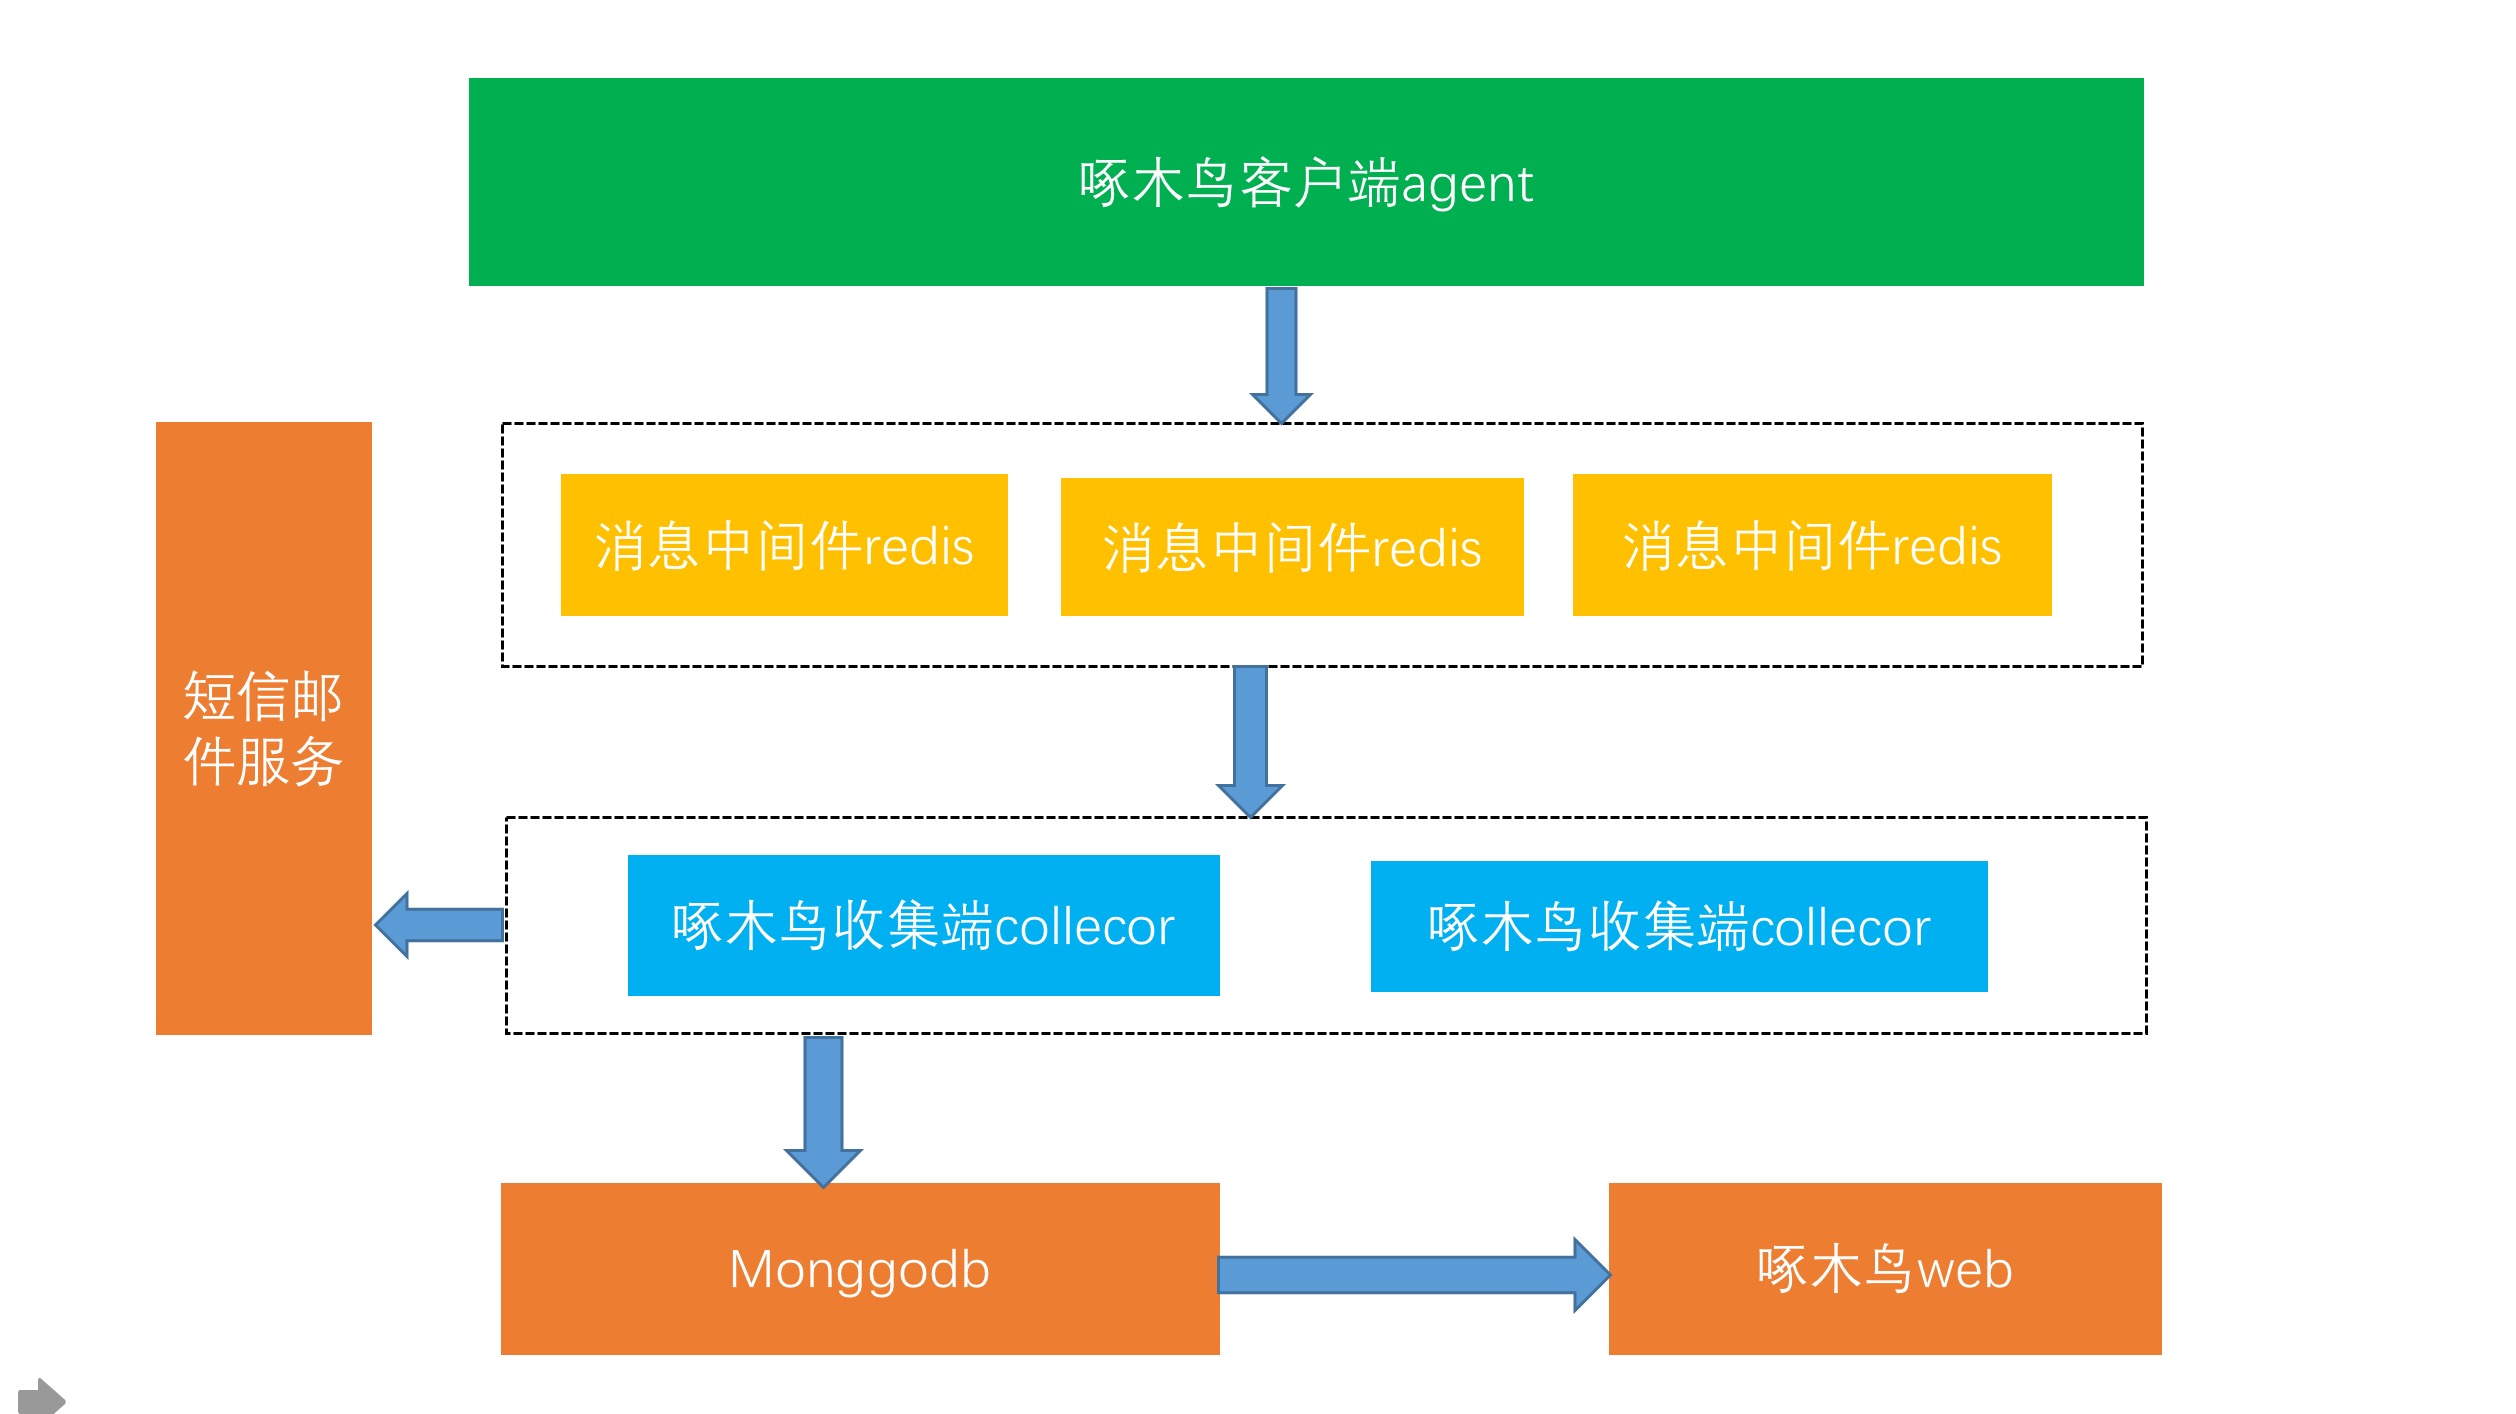 啄木鸟客户端agent
消息中间件redis
消息中间件redis
消息中间件redis
短信邮
件服务
啄木鸟收集端collecor
啄木鸟收集端collecor
Monggodb
啄木鸟web